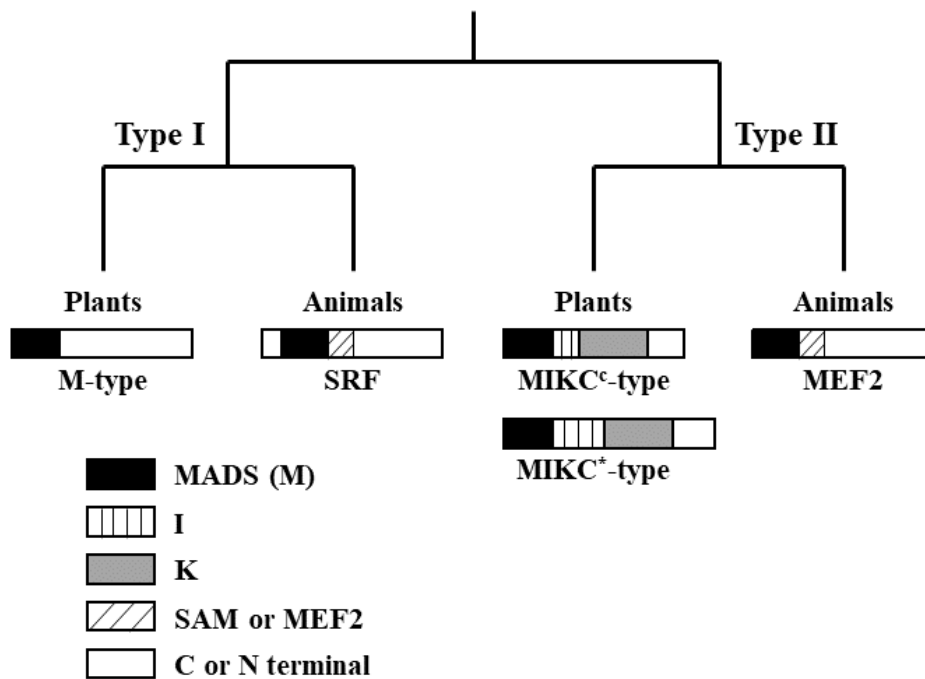 Type I
Type II
Plants
Animals
Plants
Animals
M-type
SRF
MIKCᶜ-type
MEF2
MIKC*-type
MADS (M)
I
K
SAM or MEF2
C or N terminal